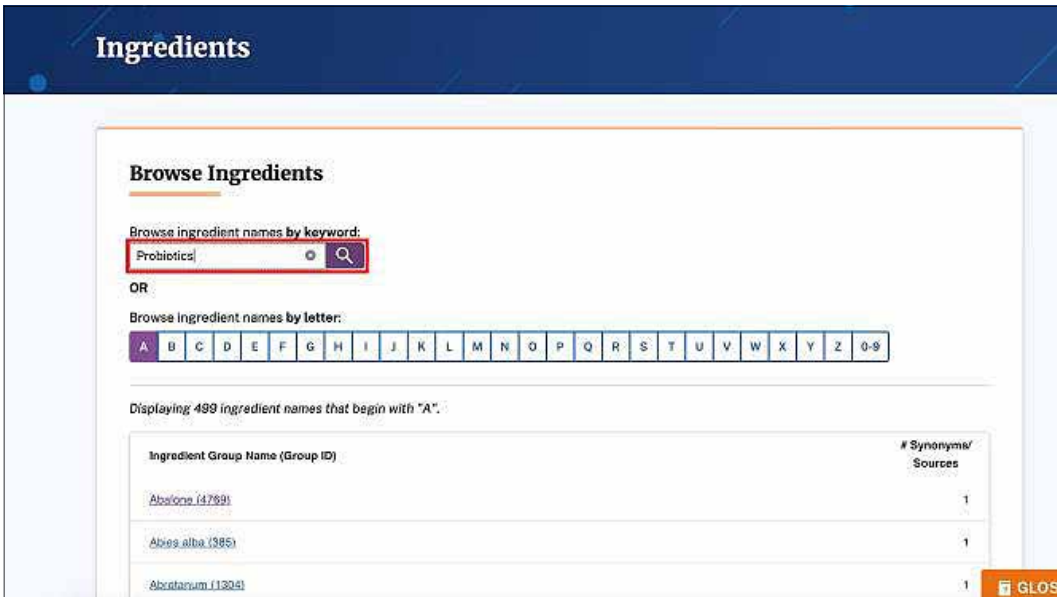 Ingredients
Browse Ingredients
Browse ingredient names by keyword:
Probiotics
OR
Browse ingredient names by letter:
A B C D E F G H I J K L M N O P Q R S T U V W X Y Z 0-9
Displaying 499 ingredient names that begin with "A".
Ingredient Group Name (Group ID) # Synonyms/
Sources
Abalone (4769) 1
Abies alba (385) 1
Abrotanum (1304) 1
GLOS